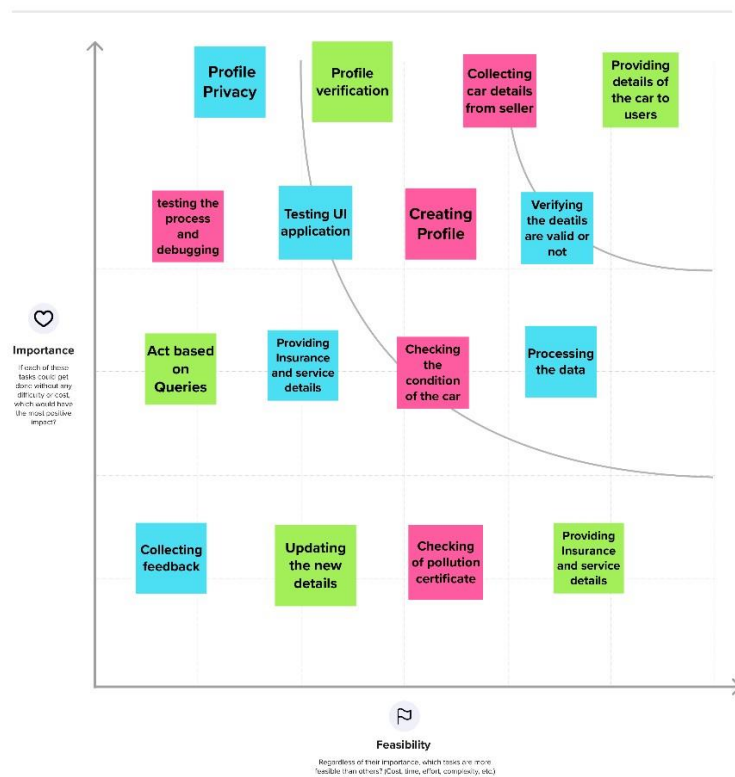 Profile
Privacy
Profile
verification
Collecting
car details
from seller
Providing
details of
the car to
users
testing the
process
and
debugging
Testing UI
application
Creating
Profile
Verifying
the deatils
are valid or
not
Importance
If each of these
tasks could get
done without any
difficulty or cost,
which would have
the most positive
impact?
Act based
on
Queries
Providing
Insurance
and service
details
Checking
the
condition
of the car
Processing
the data
Collecting
feedback
Updating
the new
details
Checking
of pollution
certificate
Providing
Insurance
and service
details
Feasibility
Regardless of their importance, which tasks are more
feasible than others? (Cost, time, effort, complexity, etc.)